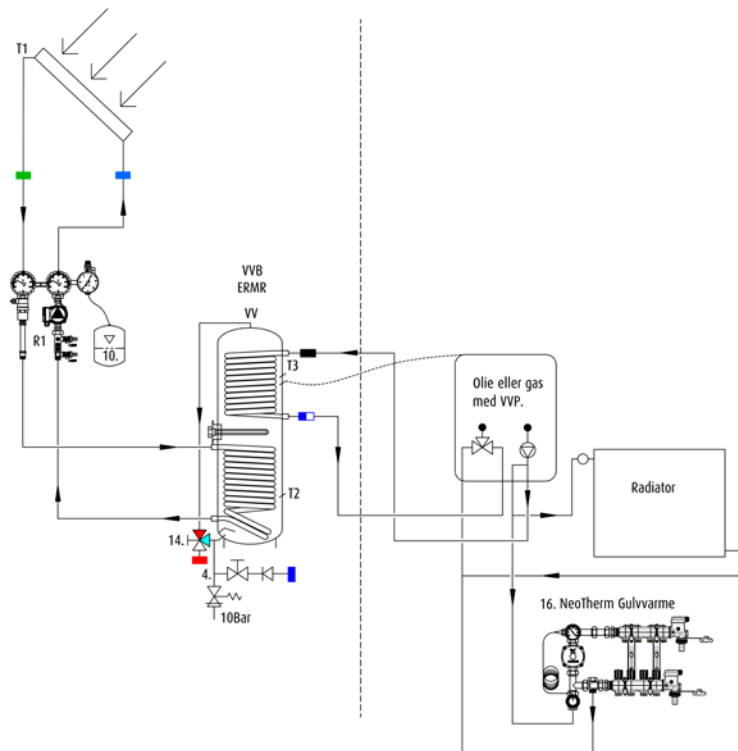 T1
VVB
ERMR
VV
R1
10.
T3
Olie eller gas
med VVP.
Radiator
T2
14.
4.
10Bar
16. NeoTherm Gulvvarme